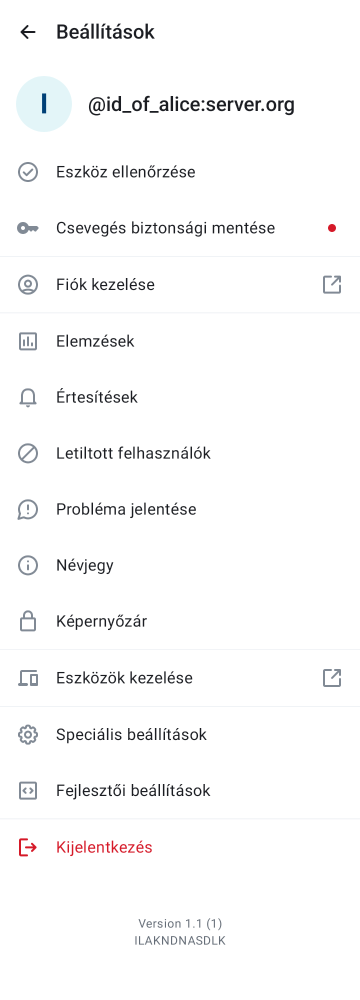 Beállítások
I
@id_of_alice:server.org
Eszköz ellenőrzése
Csevegés biztonsági mentése
Fiók kezelése
Elemzések
Értesítések
Letiltott felhasználók
Probléma jelentése
Névjegy
Képernyőzár
Eszközök kezelése
Speciális beállítások
Fejlesztői beállítások
Kijelentkezés
Version 1.1 (1)
ILAKNDNASDLK